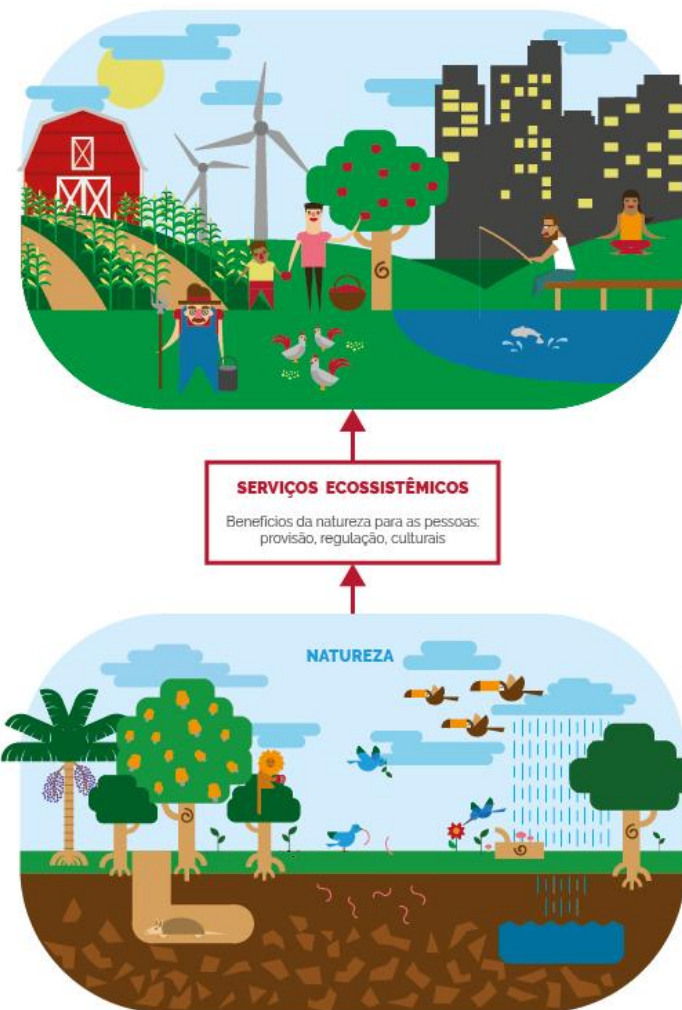 SERVIÇOS ECOSSISTÊMICOS
Benefícios da natureza para as pessoas:
provisão, regulação, culturais
NATUREZA